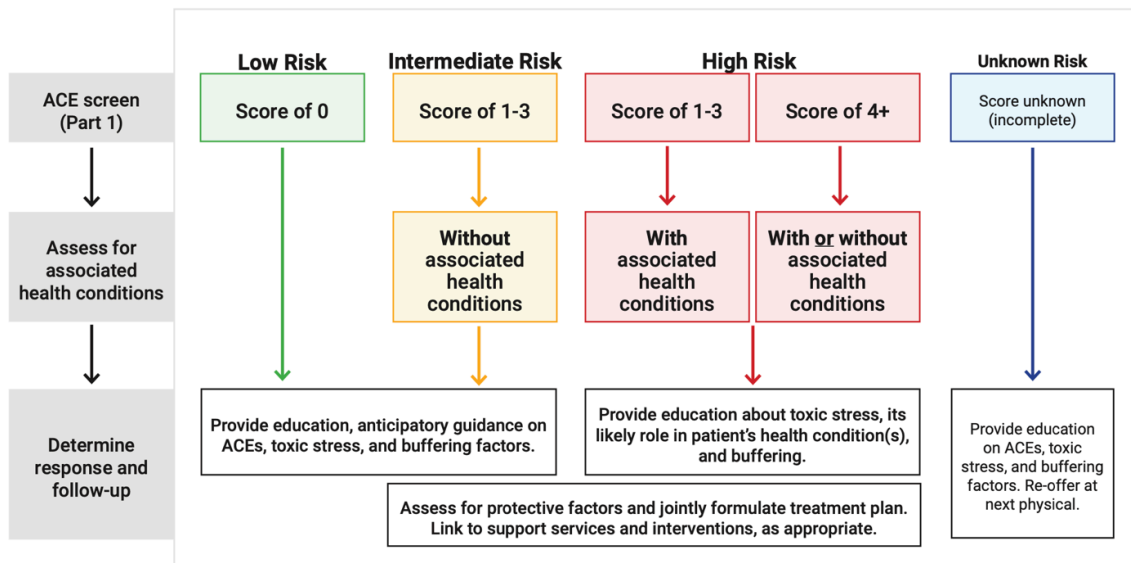 Low Risk
Intermediate Risk
High Risk
Unknown Risk
ACE screen
(Part 1)
Score of 0
Score of 1-3
Score of 1-3
Score of 4+
Score unknown
(incomplete)
Assess for
associated
health conditions
Without
associated
health
conditions
With
associated
health
conditions
With or without
associated
health
conditions
Determine
response and
follow-up
Provide education, anticipatory guidance on
ACEs, toxic stress, and buffering factors.
Provide education about toxic stress, its
likely role in patient's health condition(s),
and buffering.
Provide education
on ACEs, toxic
stress, and buffering
factors. Re-offer at
next physical.
Assess for protective factors and jointly formulate treatment plan.
Link to support services and interventions, as appropriate.